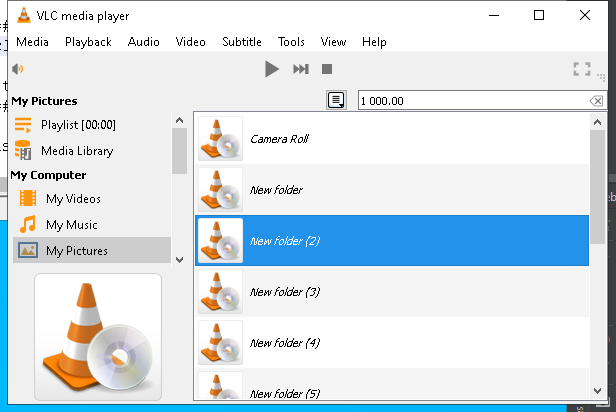 VLC media player
Media Playback Audio Video Subtitle Tools View Help
My Pictures
1 000.00
Playlist [00:00]
Media Library
My Computer
My Videos
My Music
My Pictures
Camera Roll
New folder
New folder (2)
New folder (3)
New folder (4)
New folder (5)